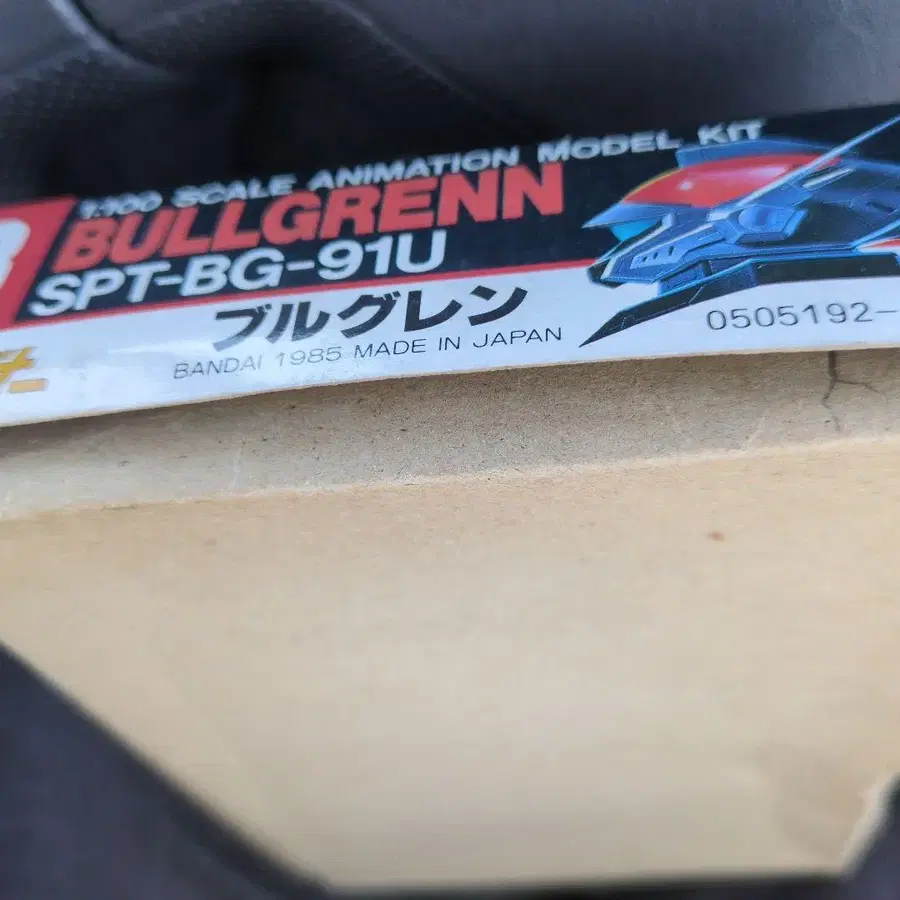 1:100 SCALE ANIMATION MODEL KIT
BULLGRENN
SPT-BG-91U
ブルグレン
BANDAI 1985 MADE IN JAPAN
0505192-